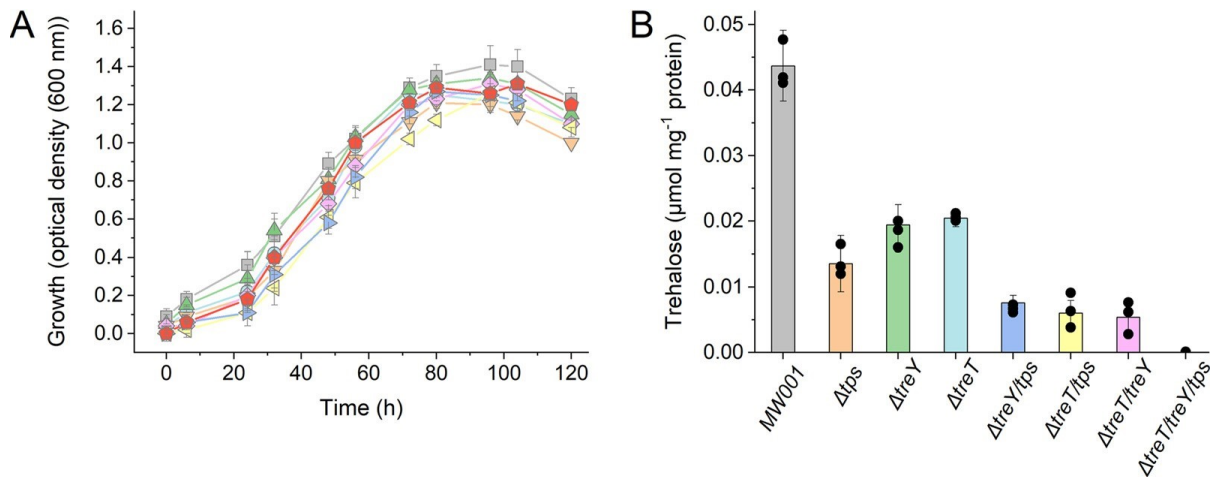 A
Growth (optical density (600 nm))
1.6
1.4
1.2
1.0
0.8
0.6
0.4
0.2
0.0
0 20 40 60 80 100 120
Time (h)
B
Trehalose (µmol mg⁻¹ protein)
0.05
0.04
0.03
0.02
0.01
0.00
MW001
Δtps
ΔtreY
ΔtreT
ΔtreY/tps
ΔtreT/tps
ΔtreT/treY
ΔtreT/treY/tps